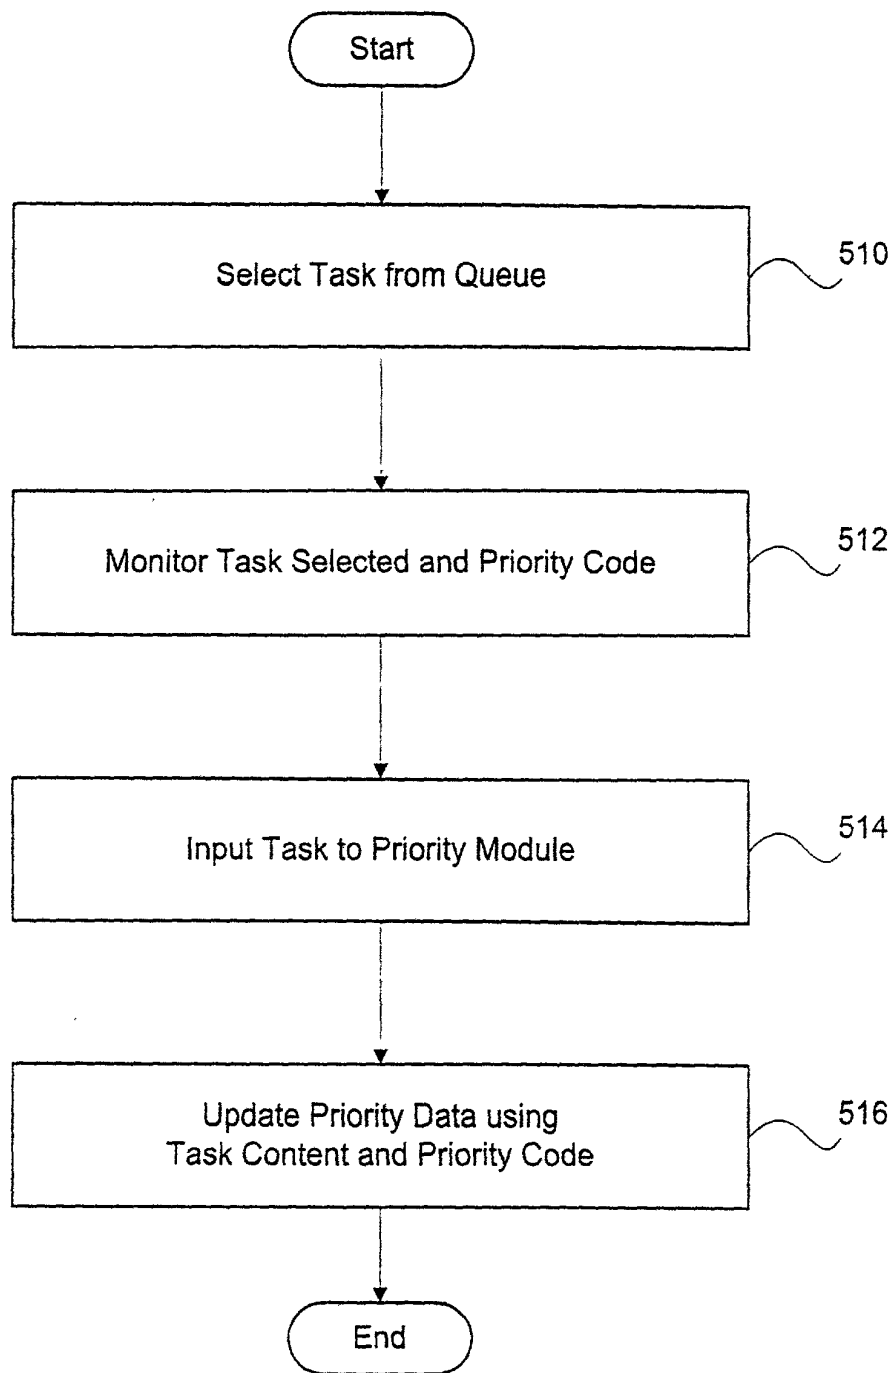 Start
Select Task from Queue
510
Monitor Task Selected and Priority Code
512
Input Task to Priority Module
514
Update Priority Data using
Task Content and Priority Code
516
End